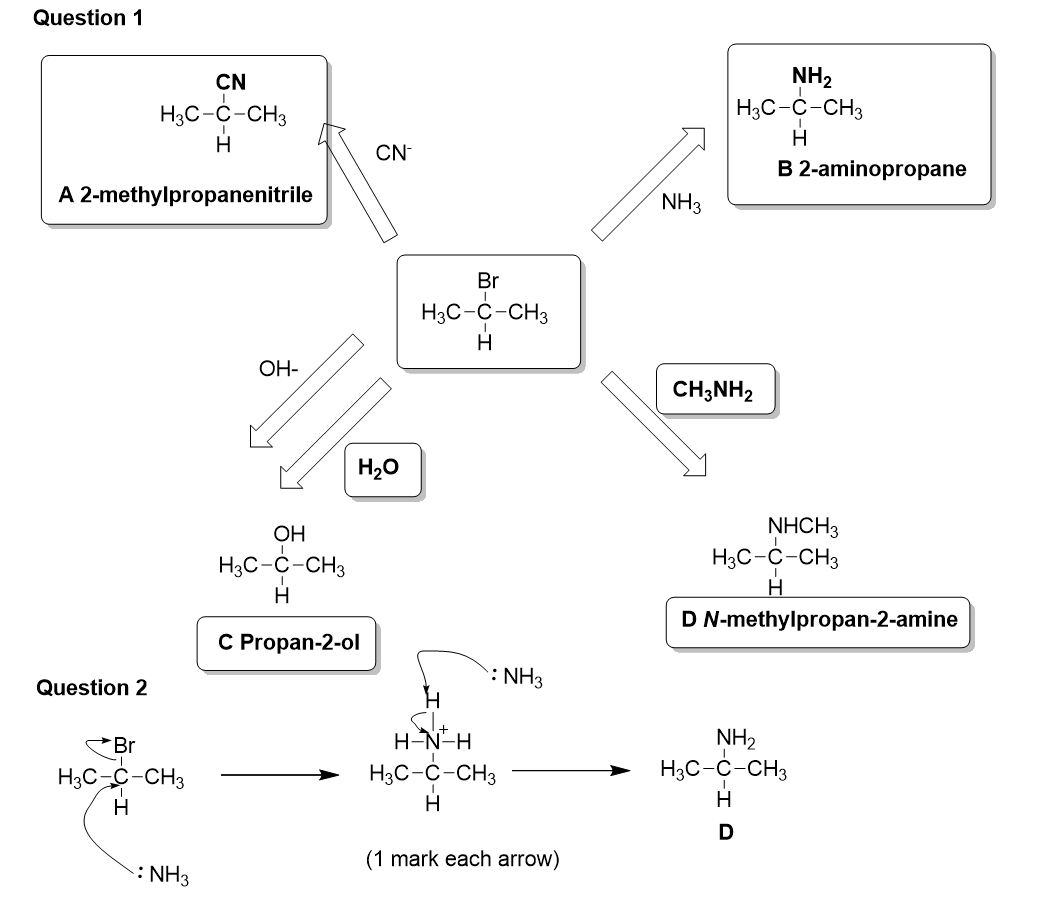 Question 1
CN
H₃C-C-CH₃
H
A 2-methylpropanenitrile
CN⁻
NH₂
H₃C-C-CH₃
H
B 2-aminopropane
NH₃
Br
H₃C-C-CH₃
H
OH-
H₂O
CH₃NH₂
OH
H₃C-C-CH₃
H
C Propan-2-ol
NHCH₃
H₃C-C-CH₃
H
D N-methylpropan-2-amine
Question 2
Br
H₃C-C-CH₃
H
:NH₃
:NH₃
H
H-N⁺-H
H₃C-C-CH₃
H
(1 mark each arrow)
NH₂
H₃C-C-CH₃
H
D